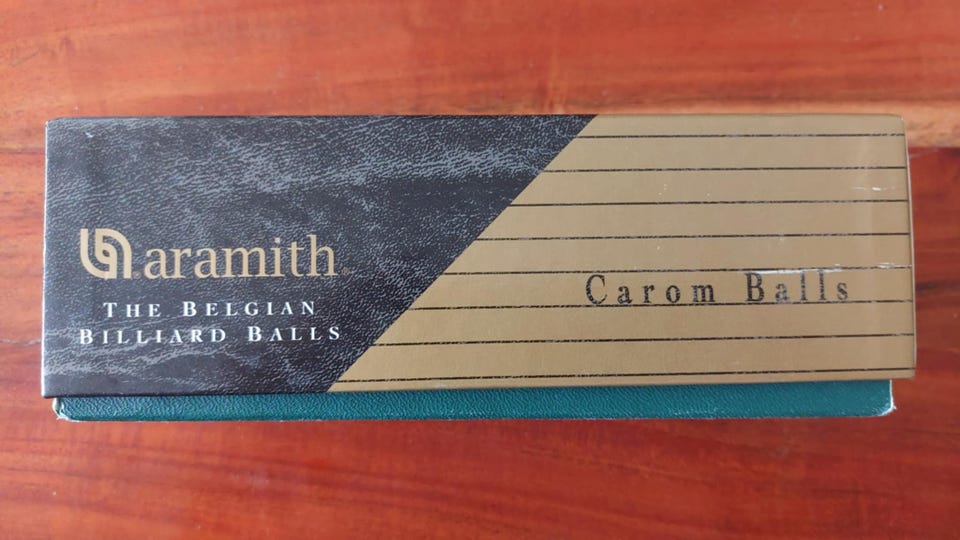 aramith
THE BELGIAN
BILLIARD BALLS
Carom Balls